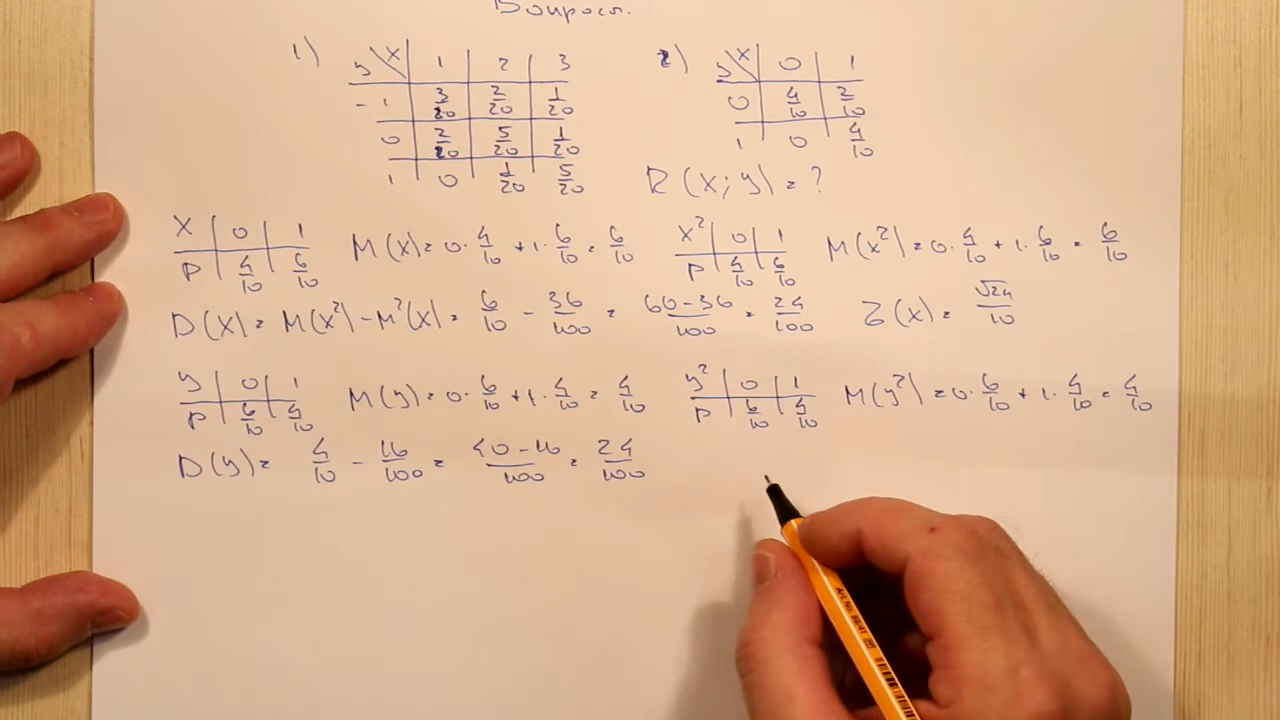 Вопросы.
1) y\x | 1 | 2 | 3 2) y\x | 0 | 1
-1 | 3/20 | 2/20 | 1/20 0 | 4/10 | 2/10
0 | 2/20 | 5/20 | 1/20 1 | 0 | 4/10
1 | 0 | 1/20 | 5/20 R(x;y) = ?
X | 0 | 1 M(x) = 0·4/10 + 1·6/10 = 6/10 X² | 0 | 1 M(x²) = 0·4/10 + 1·6/10 = 6/10
P | 4/10 | 6/10 P | 4/10 | 6/10
D(x) = M(x²) - M²(x) = 6/10 - 36/100 = 60-36/100 = 24/100 σ(x) = √24/10
y | 0 | 1 M(y) = 0·6/10 + 1·4/10 = 4/10 y² | 0 | 1 M(y²) = 0·6/10 + 1·4/10 = 4/10
P | 6/10 | 4/10 P | 6/10 | 4/10
D(y) = 4/10 - 16/100 = 40-16/100 = 24/100